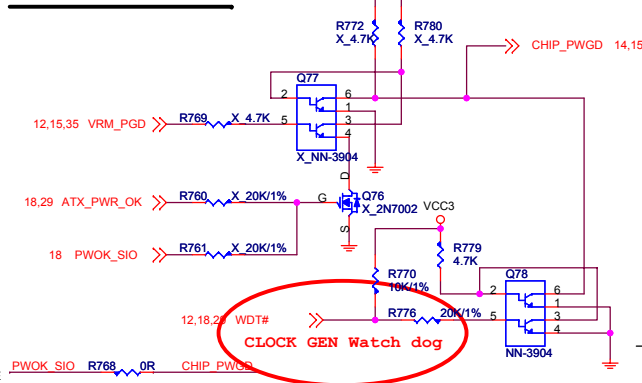 R772
X_4.7K
R780
X_4.7K
CHIP_PWGD 14,15
Q77
2
6
1
5
3
4
X_NN-3904
12,15,35 VRM_PGD
R769
X_4.7K
D
18,29 ATX_PWR_OK
R760
X_20K/1%
G
Q76
X_2N7002
S
VCC3
18 PWOK_SIO
R761
X_20K/1%
R779
4.7K
R770
10K/1%
Q78
2
6
1
5
3
4
NN-3904
12,18,29 WDT#
R776
20K/1%
CLOCK GEN Watch dog
PWOK_SIO
R768
0R
CHIP_PWGD